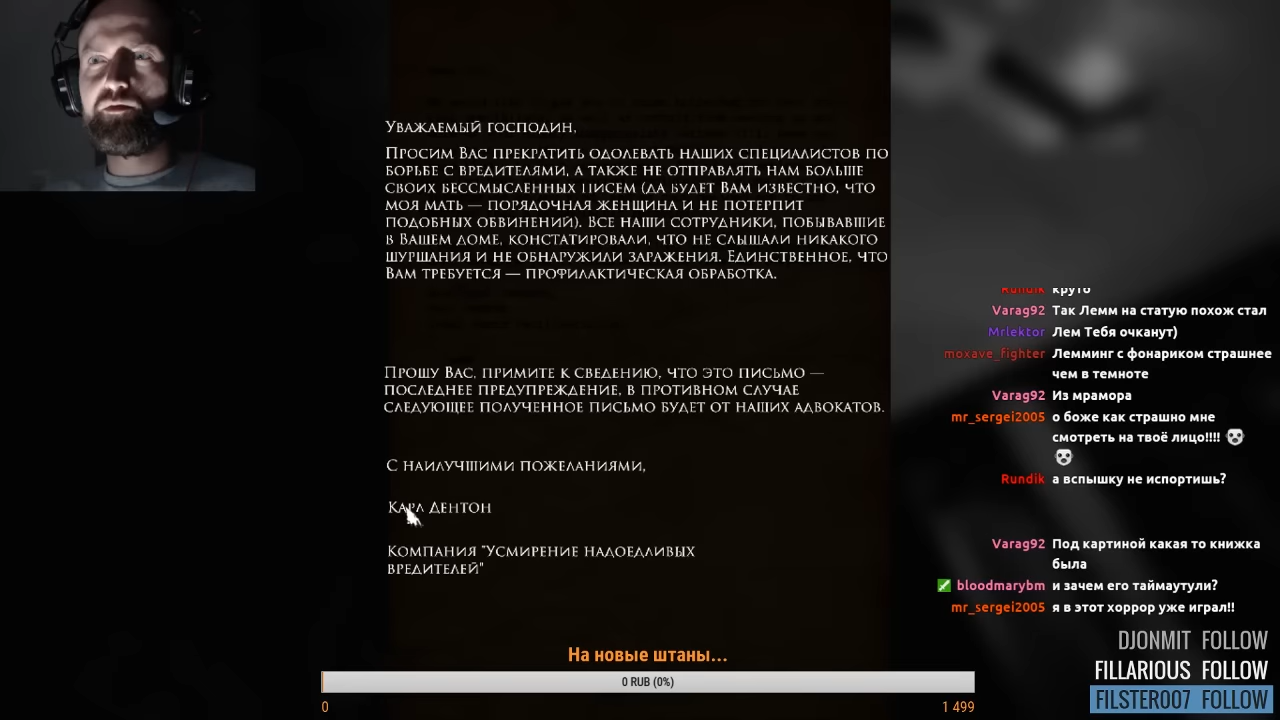 Уважаемый господин,
Просим Вас прекратить одолевать наших специалистов по
борьбе с вредителями, а также не отправлять нам больше
своих бессмысленных писем (да будет Вам известно, что
моя мать — порядочная женщина и не потерпит
подобных обвинений). Все наши сотрудники, побывавшие
в Вашем доме, констатировали, что не слышали никакого
шуршания и не обнаружили заражения. Единственное, что
Вам требуется — профилактическая обработка.
Прошу Вас, примите к сведению, что это письмо —
последнее предупреждение, в противном случае
следующее полученное письмо будет от наших адвокатов.
С наилучшими пожеланиями,
Карл Дентон
Компания "Усмирение надоедливых
вредителей"
Rundik круто
Varag92 Так Лемм на статую похож стал
Mrlektor Лем Тебя очканут)
moxave_fighter Лемминг с фонариком страшнее
чем в темноте
Varag92 Из мрамора
mr_sergei2005 о боже как страшно мне
смотреть на твоё лицо!!!!
Rundik а вспышку не испортишь?
Varag92 Под картиной какая то книжка
была
bloodmarybm и зачем его таймаутули?
mr_sergei2005 я в этот хоррор уже играл!!
DJONMIT FOLLOW
FILLARIOUS FOLLOW
FILSTER007 FOLLOW
На новые штаны...
0 RUB (0%)
0 1 499